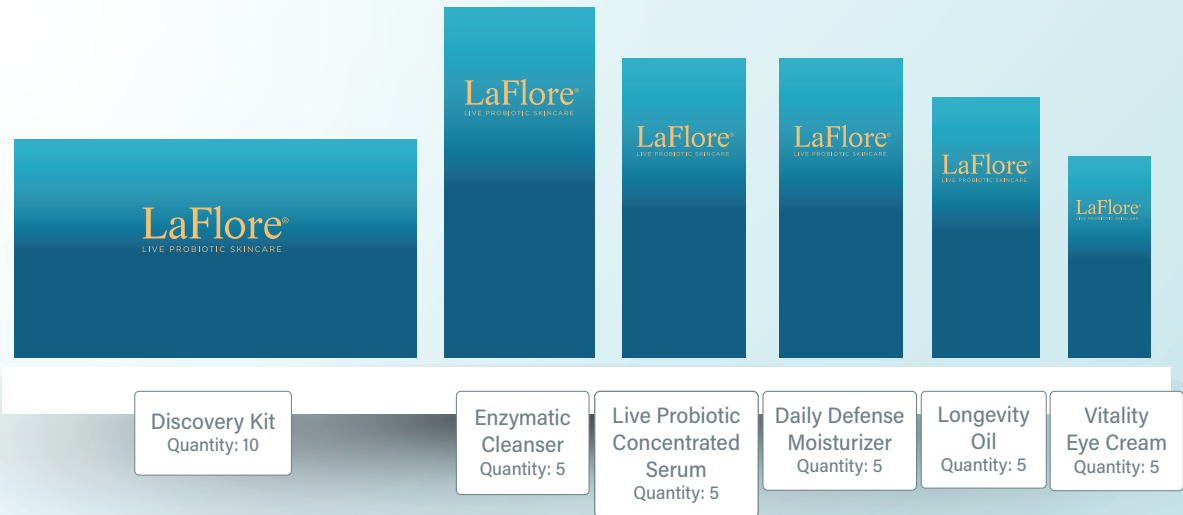 LaFlore®
LIVE PROBIOTIC SKINCARE
LaFlore®
LIVE PROBIOTIC SKINCARE
LaFlore®
LIVE PROBIOTIC SKINCARE
LaFlore®
LIVE PROBIOTIC SKINCARE
LaFlore®
LIVE PROBIOTIC SKINCARE
LaFlore®
LIVE PROBIOTIC SKINCARE
Discovery Kit
Quantity: 10
Enzymatic
Cleanser
Quantity: 5
Live Probiotic
Concentrated
Serum
Quantity: 5
Daily Defense
Moisturizer
Quantity: 5
Longevity
Oil
Quantity: 5
Vitality
Eye Cream
Quantity: 5